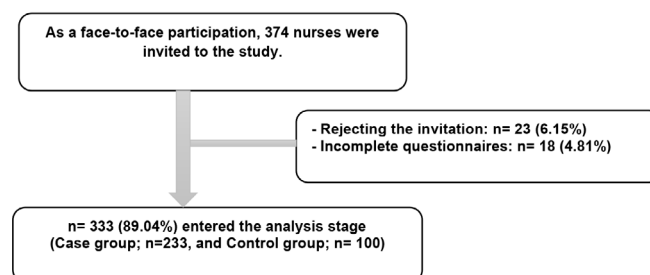 As a face-to-face participation, 374 nurses were
invited to the study.
- Rejecting the invitation: n= 23 (6.15%)
- Incomplete questionnaires: n= 18 (4.81%)
n= 333 (89.04%) entered the analysis stage
(Case group; n=233, and Control group; n= 100)